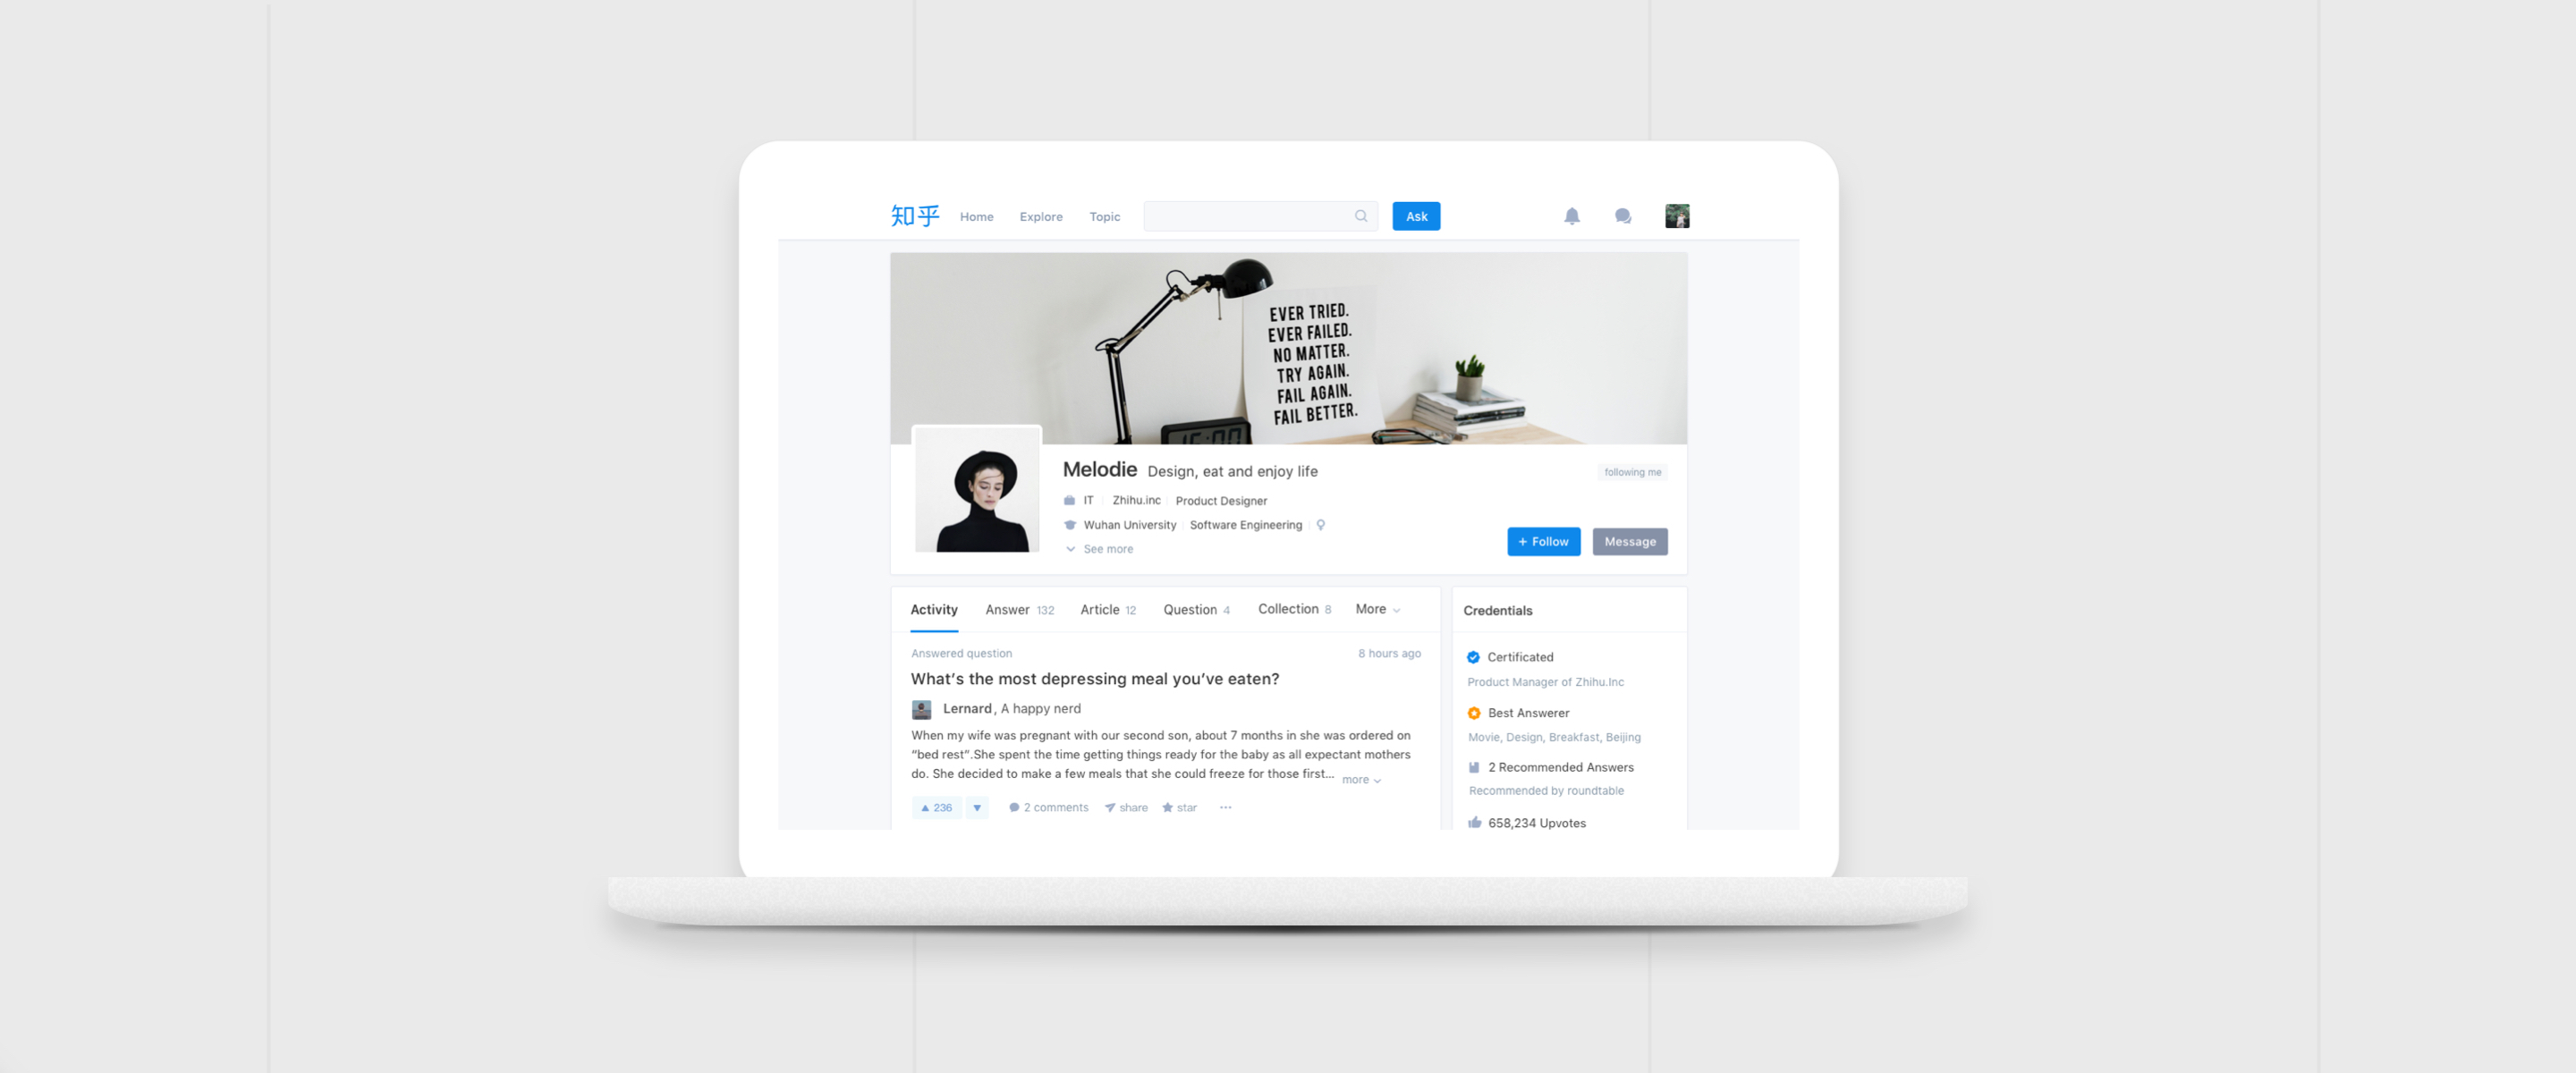 知乎 Home Explore Topic Ask
EVER TRIED.
EVER FAILED.
NO MATTER.
TRY AGAIN.
FAIL AGAIN.
FAIL BETTER.
15:00
Melodie Design, eat and enjoy life
following me
IT Zhihu.inc Product Designer
Wuhan University Software Engineering
See more
+ Follow Message
Activity Answer 132 Article 12 Question 4 Collection 8 More
Answered question 8 hours ago
What’s the most depressing meal you’ve eaten?
Lernard, A happy nerd
When my wife was pregnant with our second son, about 7 months in she was ordered on
“bed rest”.She spent the time getting things ready for the baby as all expectant mothers
do. She decided to make a few meals that she could freeze for those first... more
236 2 comments share star ...
Credentials
Certificated
Product Manager of Zhihu.Inc
Best Answerer
Movie, Design, Breakfast, Beijing
2 Recommended Answers
Recommended by roundtable
658,234 Upvotes